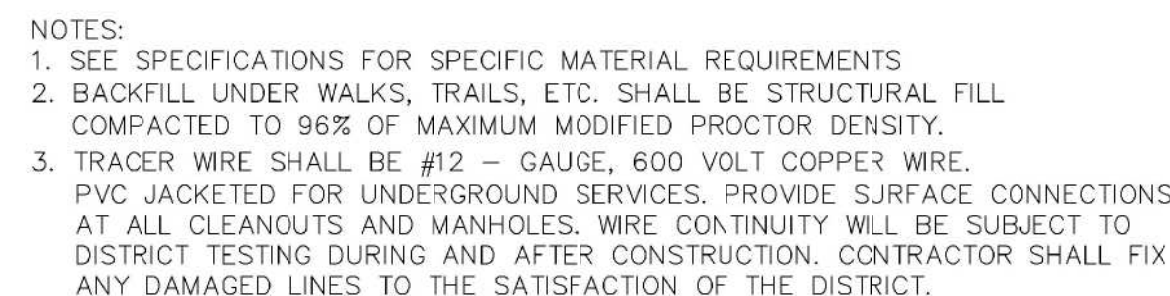 NOTES:
1. SEE SPECIFICATIONS FOR SPECIFIC MATERIAL REQUIREMENTS
2. BACKFILL UNDER WALKS, TRAILS, ETC. SHALL BE STRUCTURAL FILL
COMPACTED TO 96% OF MAXIMUM MODIFIED PROCTOR DENSITY.
3. TRACER WIRE SHALL BE #12 – GAUGE, 600 VOLT COPPER WIRE.
PVC JACKETED FOR UNDERGROUND SERVICES. PROVIDE SURFACE CONNECTIONS
AT ALL CLEANOUTS AND MANHOLES. WIRE CONTINUITY WILL BE SUBJECT TO
DISTRICT TESTING DURING AND AFTER CONSTRUCTION. CONTRACTOR SHALL FIX
ANY DAMAGED LINES TO THE SATISFACTION OF THE DISTRICT.